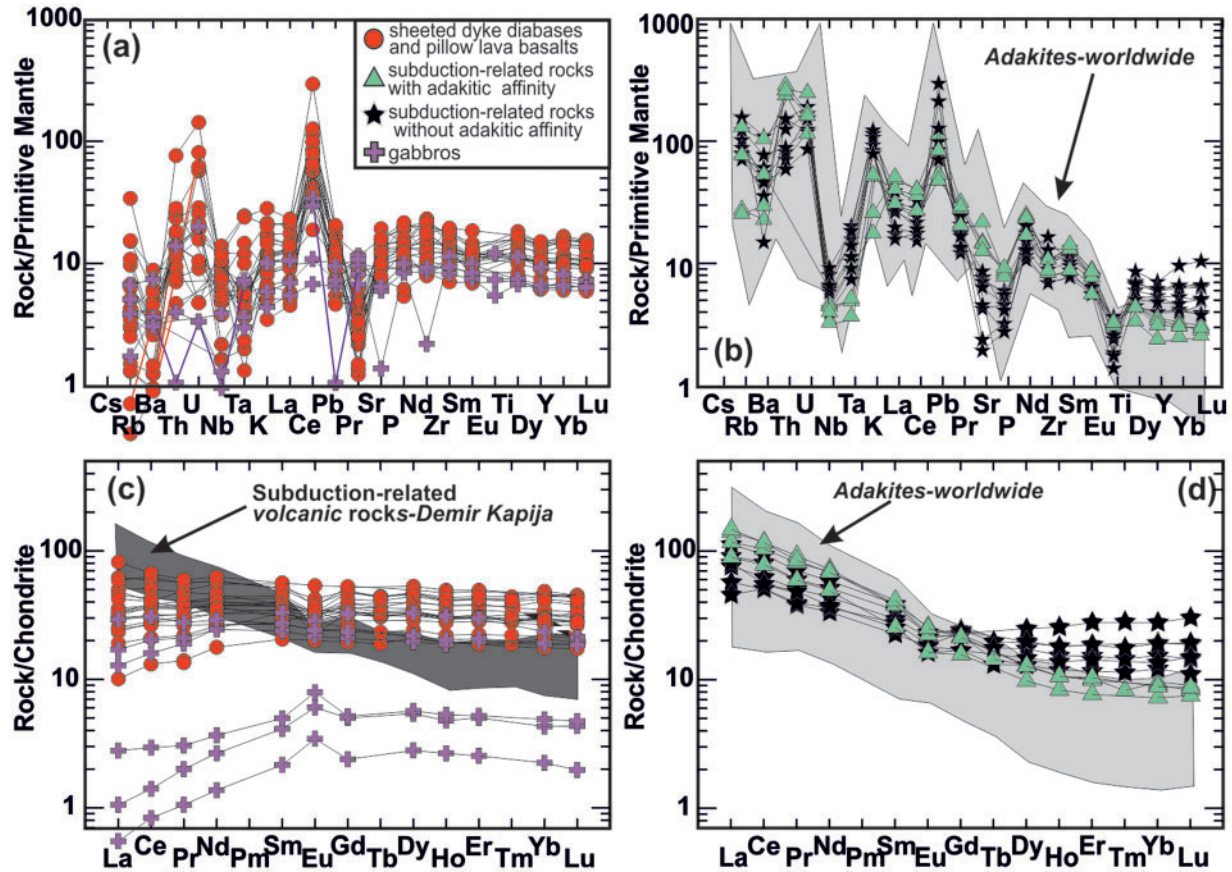 1000
(a)
sheeted dyke diabases
and pillow lava basalts
subduction-related rocks
with adakitic affinity
subduction-related rocks
without adakitic affinity
gabbros
100
10
1
Rock/Primitive Mantle
Cs Ba U Ta La Pb Sr Nd Sm Ti Y Lu
Rb Th Nb K Ce Pr P Zr Eu Dy Yb
1000
Adakites-worldwide
100
10
(b)
1
Rock/Primitive Mantle
Cs Ba U Ta La Pb Sr Nd Sm Ti Y Lu
Rb Th Nb K Ce Pr P Zr Eu Dy Yb
(c)
Subduction-related
volcanic rocks-Demir Kapija
100
10
1
Rock/Chondrite
La Ce Pr Nd Pm Sm Eu Gd Tb Dy Ho Er Tm Yb Lu
(d)
Adakites-worldwide
100
10
1
Rock/Chondrite
La Ce Pr Nd Pm Sm Eu Gd Tb Dy Ho Er Tm Yb Lu